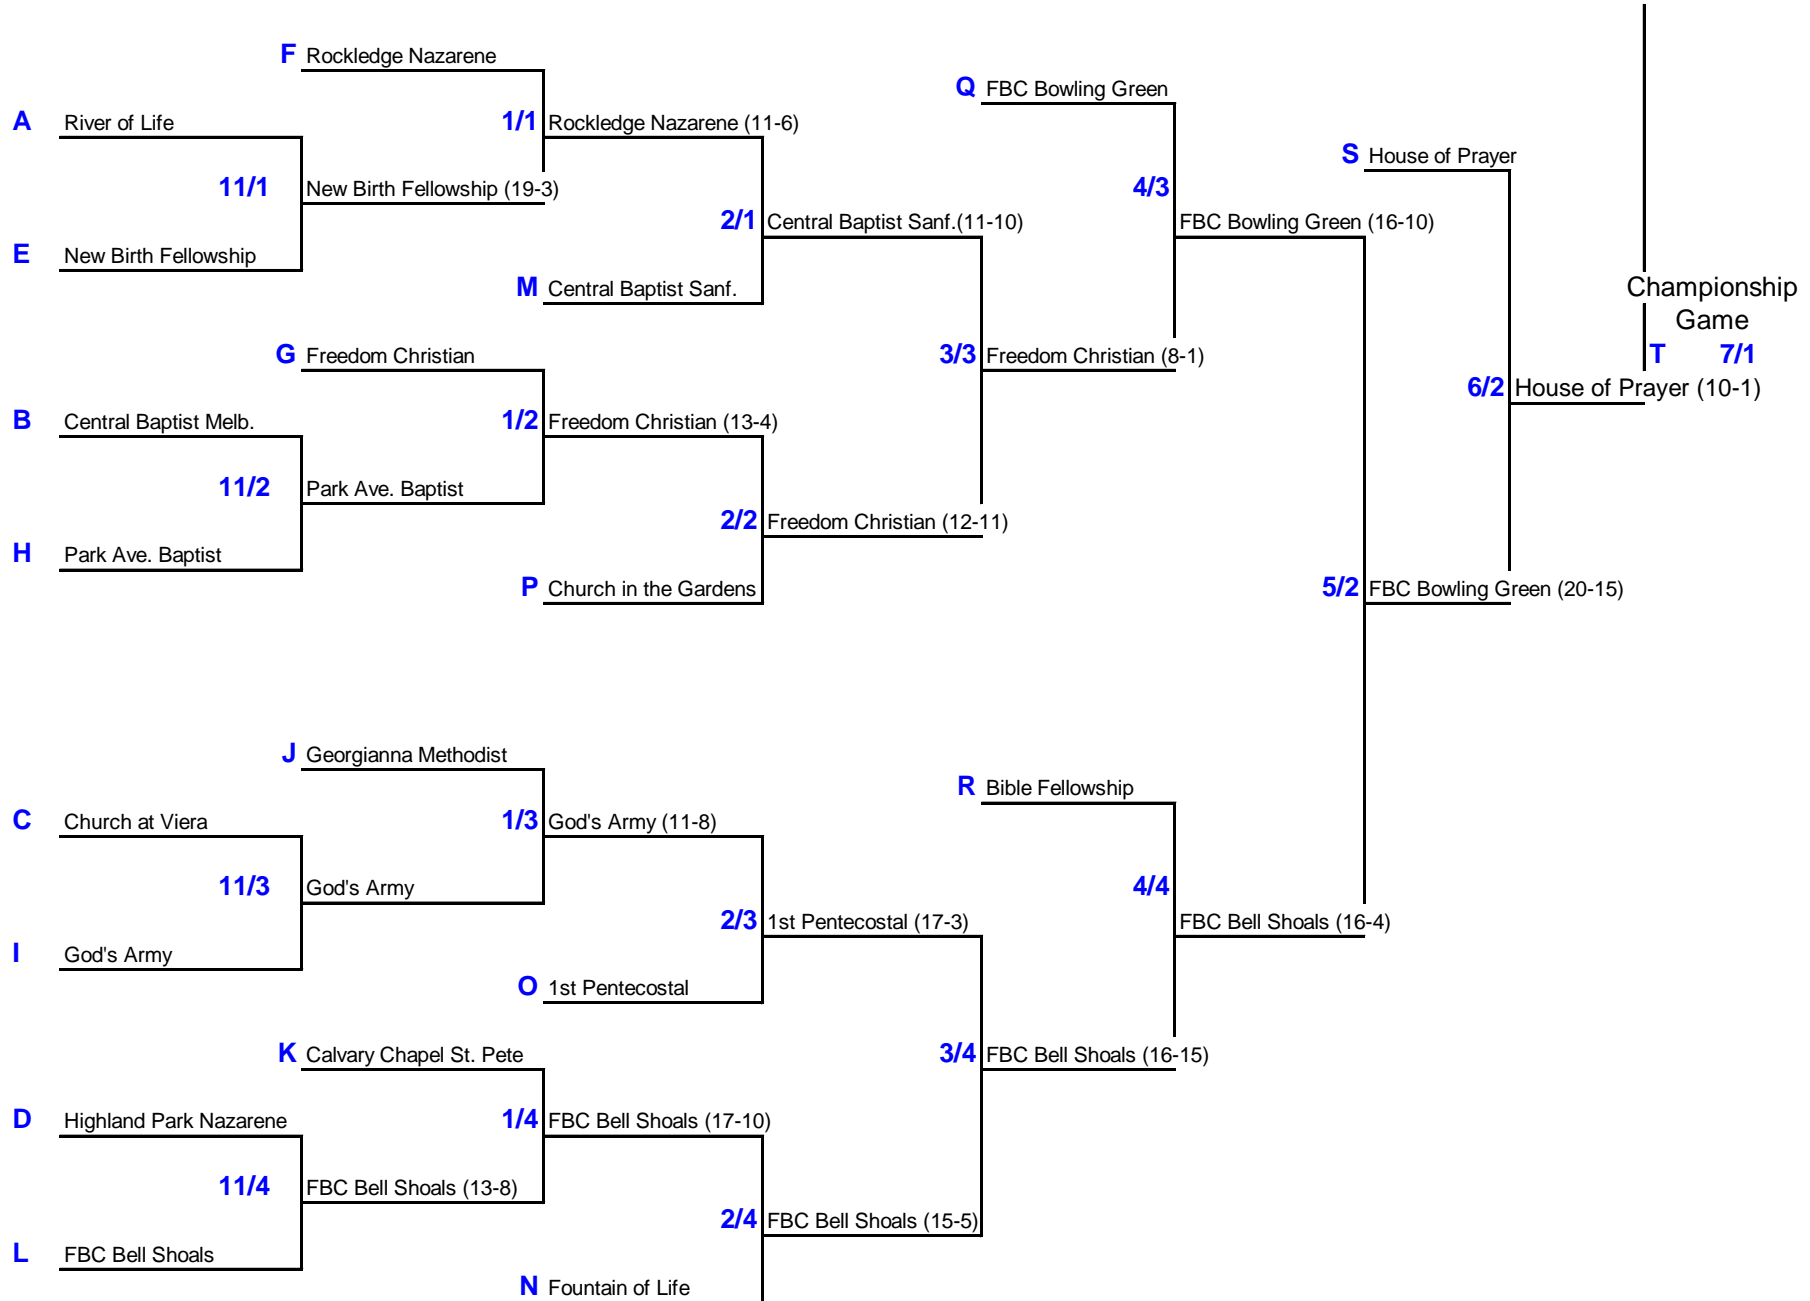 F Rockledge Nazarene
Q FBC Bowling Green
A River of Life
1/1 Rockledge Nazarene (11-6)
S House of Prayer
11/1 New Birth Fellowship (19-3)
4/3
2/1 Central Baptist Sanf.(11-10)
FBC Bowling Green (16-10)
E New Birth Fellowship
M Central Baptist Sanf.
Championship
Game
G Freedom Christian
3/3 Freedom Christian (8-1)
T 7/1
6/2 House of Prayer (10-1)
B Central Baptist Melb.
1/2 Freedom Christian (13-4)
11/2 Park Ave. Baptist
2/2 Freedom Christian (12-11)
H Park Ave. Baptist
P Church in the Gardens
5/2 FBC Bowling Green (20-15)
J Georgianna Methodist
R Bible Fellowship
C Church at Viera
1/3 God's Army (11-8)
11/3 God's Army
4/4
2/3 1st Pentecostal (17-3)
FBC Bell Shoals (16-4)
I God's Army
O 1st Pentecostal
K Calvary Chapel St. Pete
3/4 FBC Bell Shoals (16-15)
D Highland Park Nazarene
1/4 FBC Bell Shoals (17-10)
11/4 FBC Bell Shoals (13-8)
2/4 FBC Bell Shoals (15-5)
L FBC Bell Shoals
N Fountain of Life